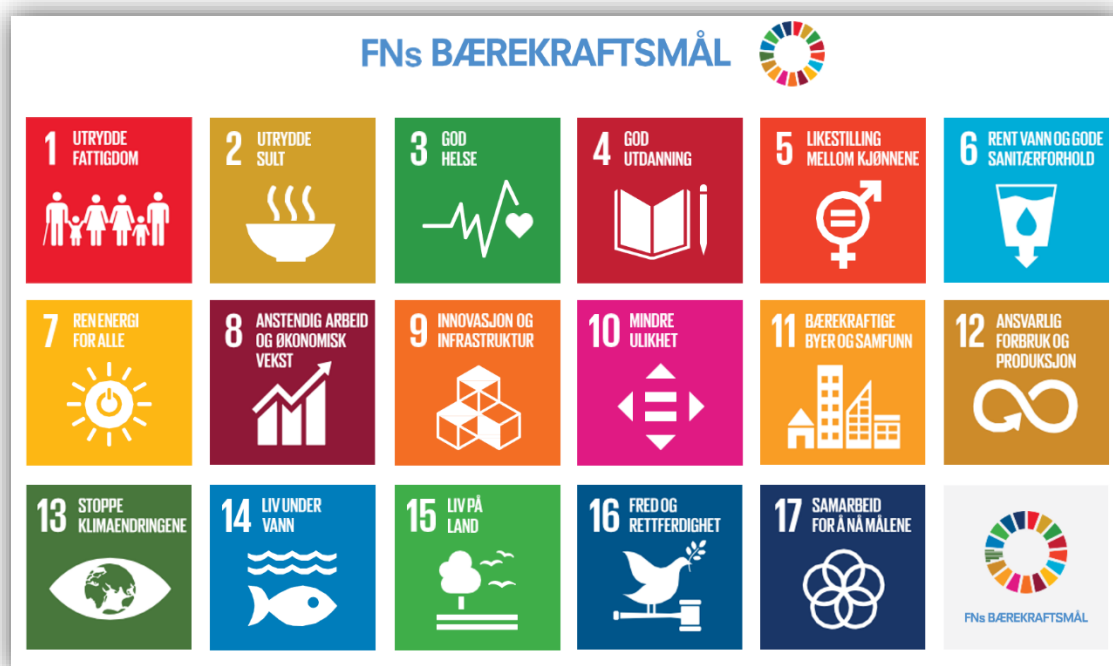 FNs BÆREKRAFTSMÅL
1 UTRYDDE
FATTIGDOM
2 UTRYDDE
SULT
3 GOD
HELSE
4 GOD
UTDANNING
5 LIKESTILLING
MELLOM KJØNNENE
6 RENT VANN OG GODE
SANITÆRFORHOLD
7 REN ENERGI
FOR ALLE
8 ANSTENDIG ARBEID
OG ØKONOMISK
VEKST
9 INNOVASJON OG
INFRASTRUKTUR
10 MINDRE
ULIKHET
11 BÆREKRAFTIGE
BYER OG SAMFUNN
12 ANSVARLIG
FORBRUK OG
PRODUKSJON
13 STOPPE
KLIMAENDRINGENE
14 LIV UNDER
VANN
15 LIV PÅ
LAND
16 FRED OG
RETTFERDIGHET
17 SAMARBEID
FOR Å NÅ MÅLENE
FNs BÆREKRAFTSMÅL